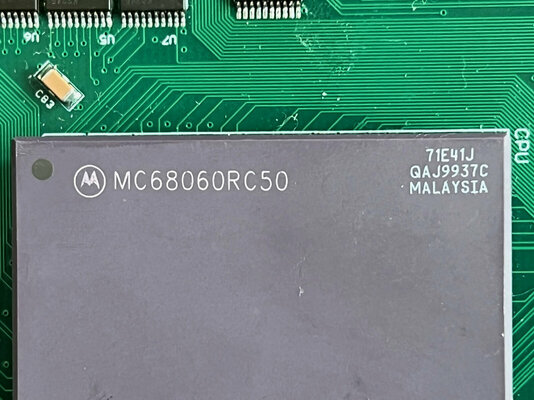 U6
U5
U7
C83
CPU
MC68060RC50
71E41J
QAJ9937C
MALAYSIA